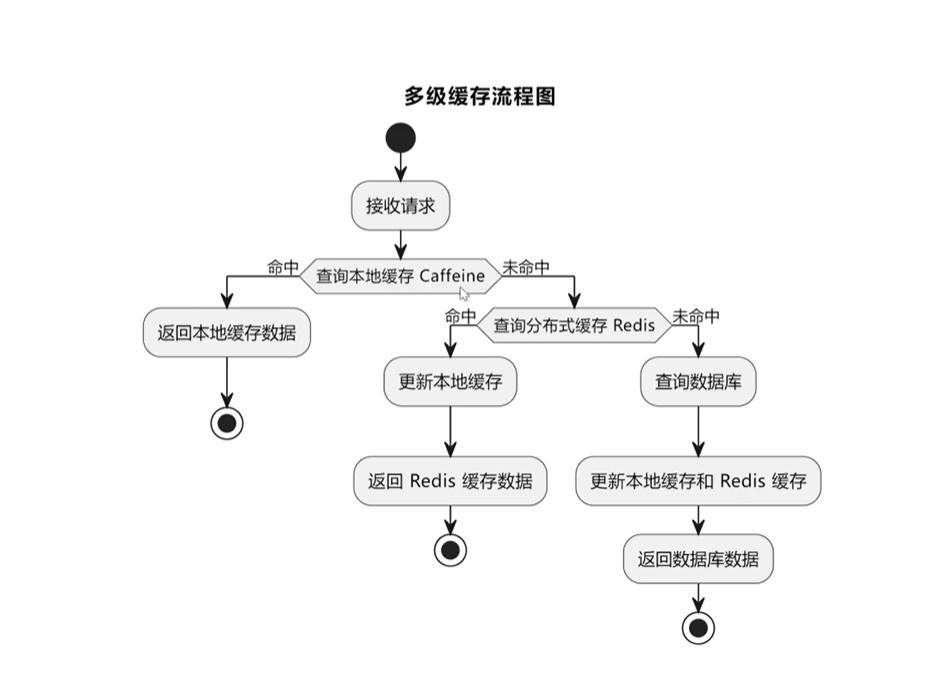 多级缓存流程图
接收请求
命中
查询本地缓存 Caffeine
未命中
返回本地缓存数据
命中
查询分布式缓存 Redis
未命中
更新本地缓存
查询数据库
返回 Redis 缓存数据
更新本地缓存和 Redis 缓存
返回数据库数据